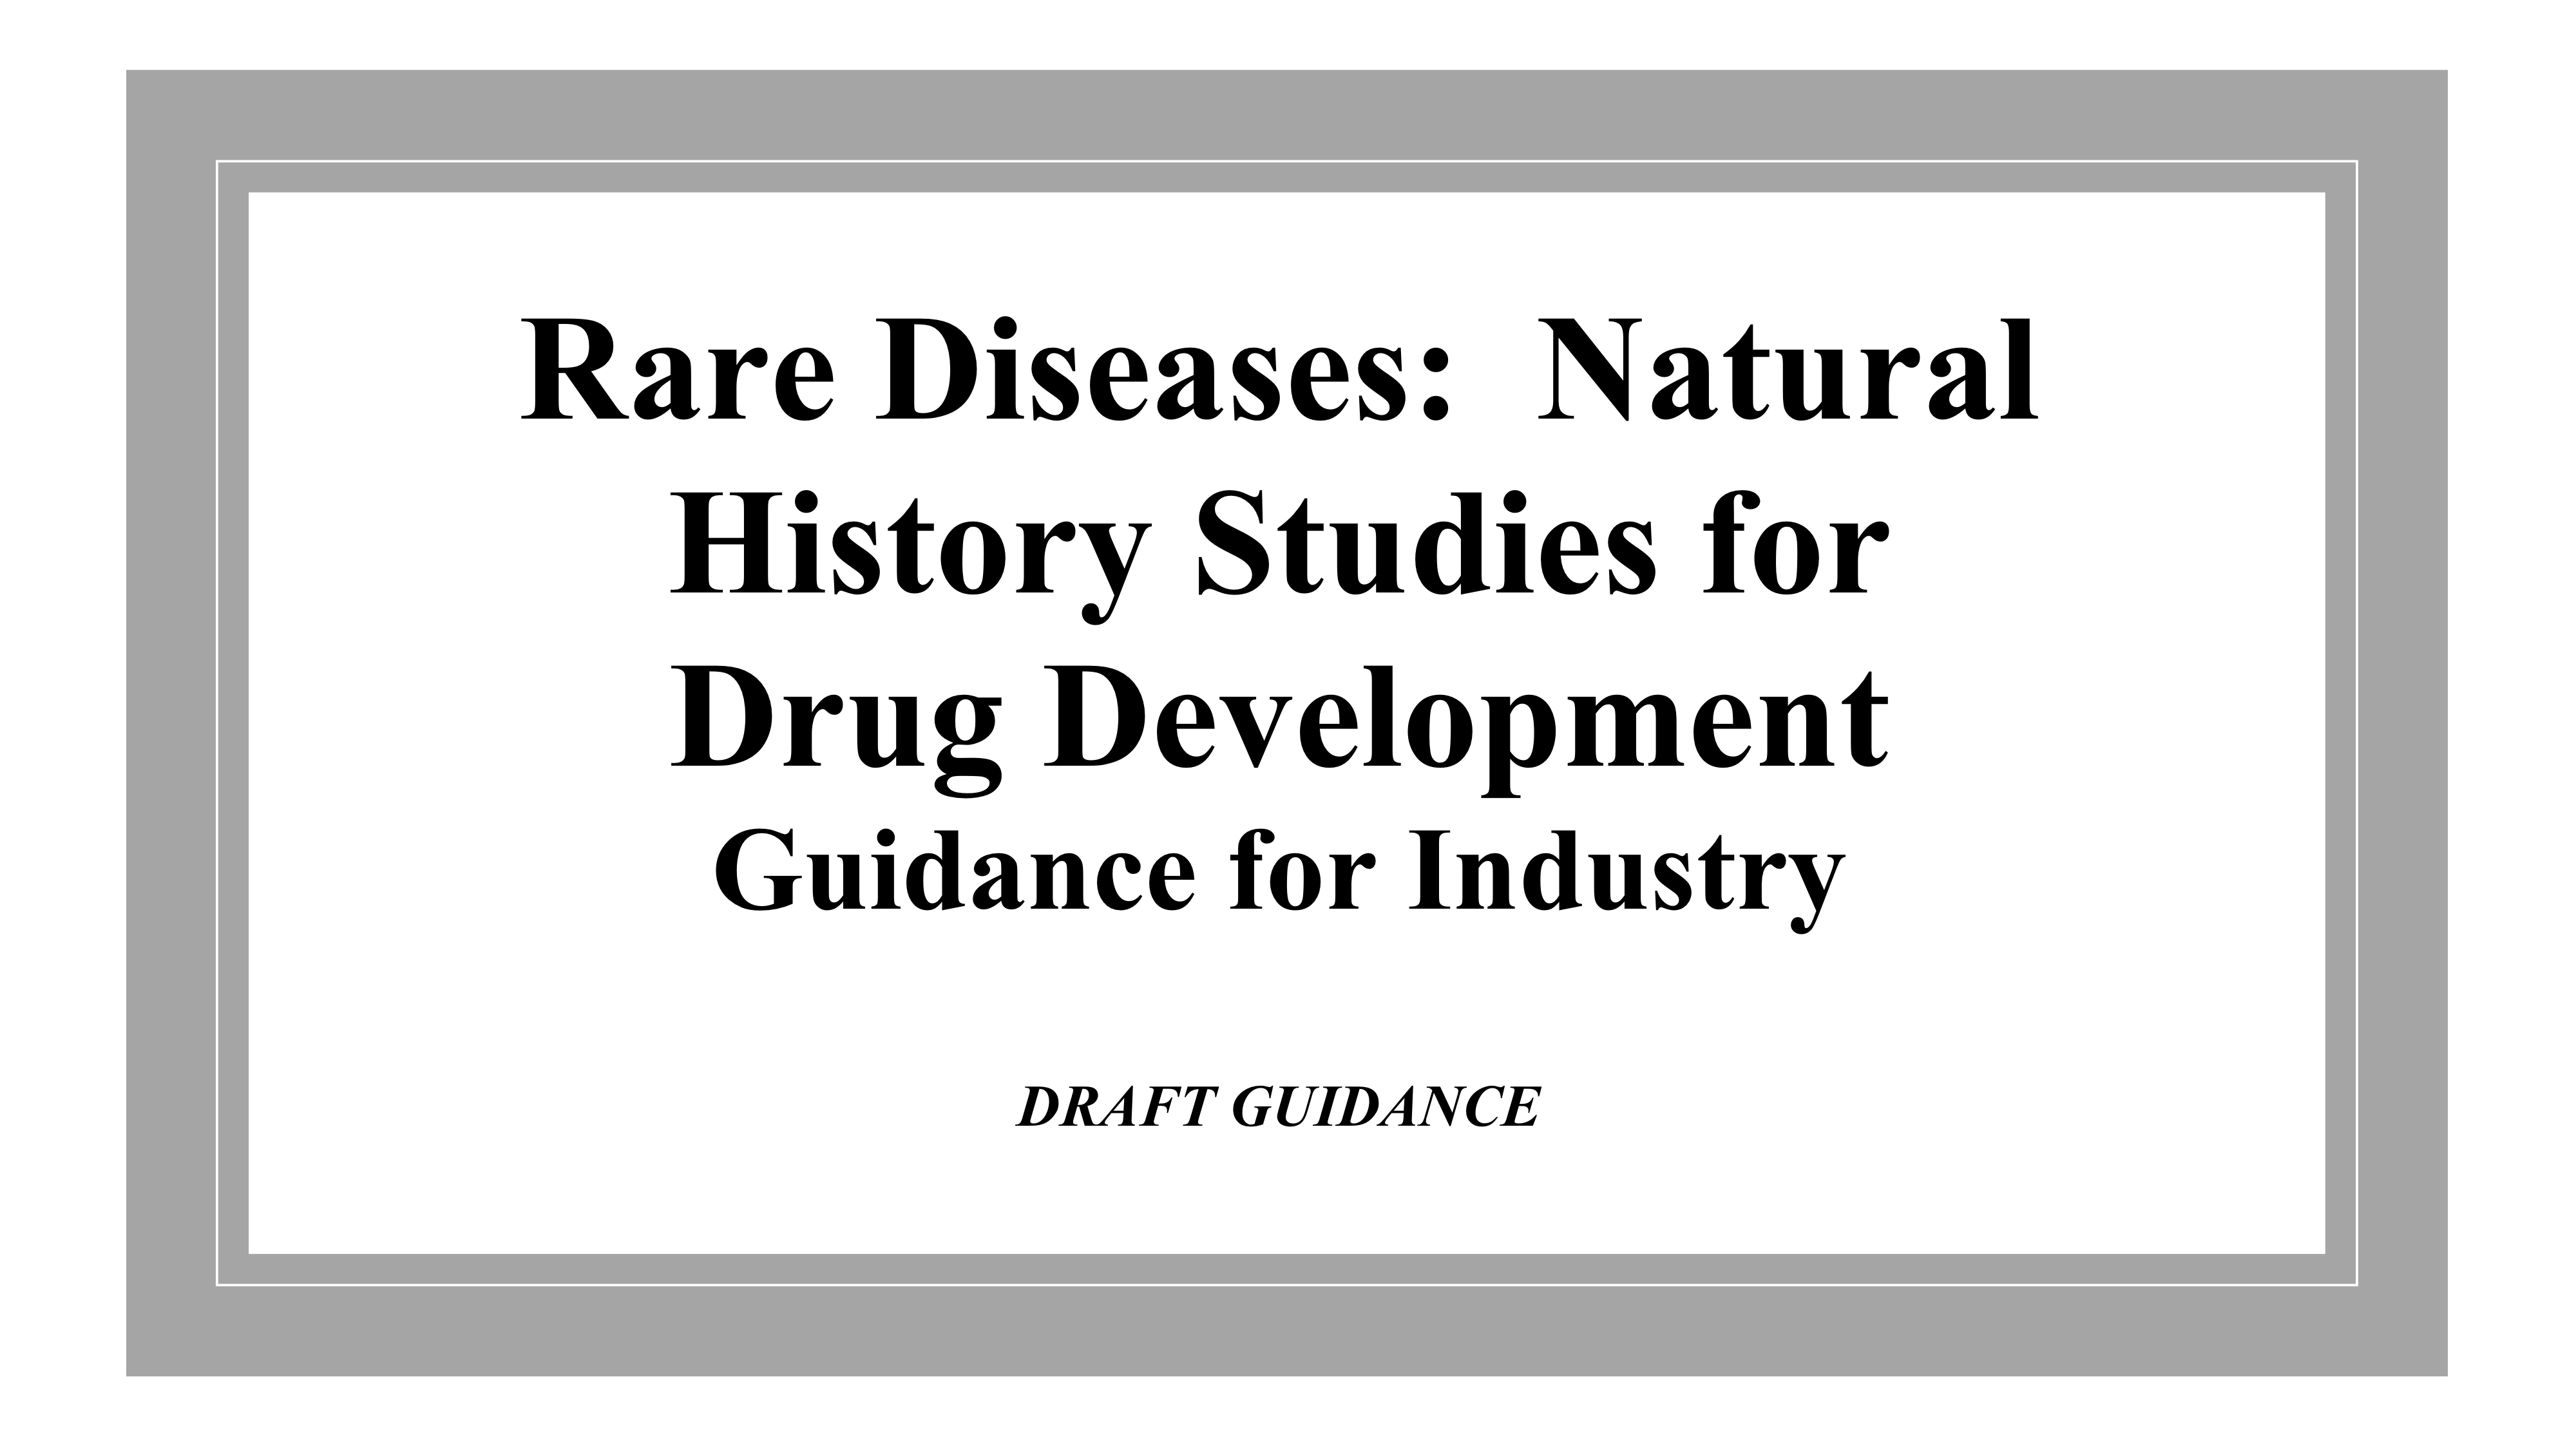 Rare Diseases:  Natural
History Studies for
Drug Development
Guidance for Industry
DRAFT GUIDANCE